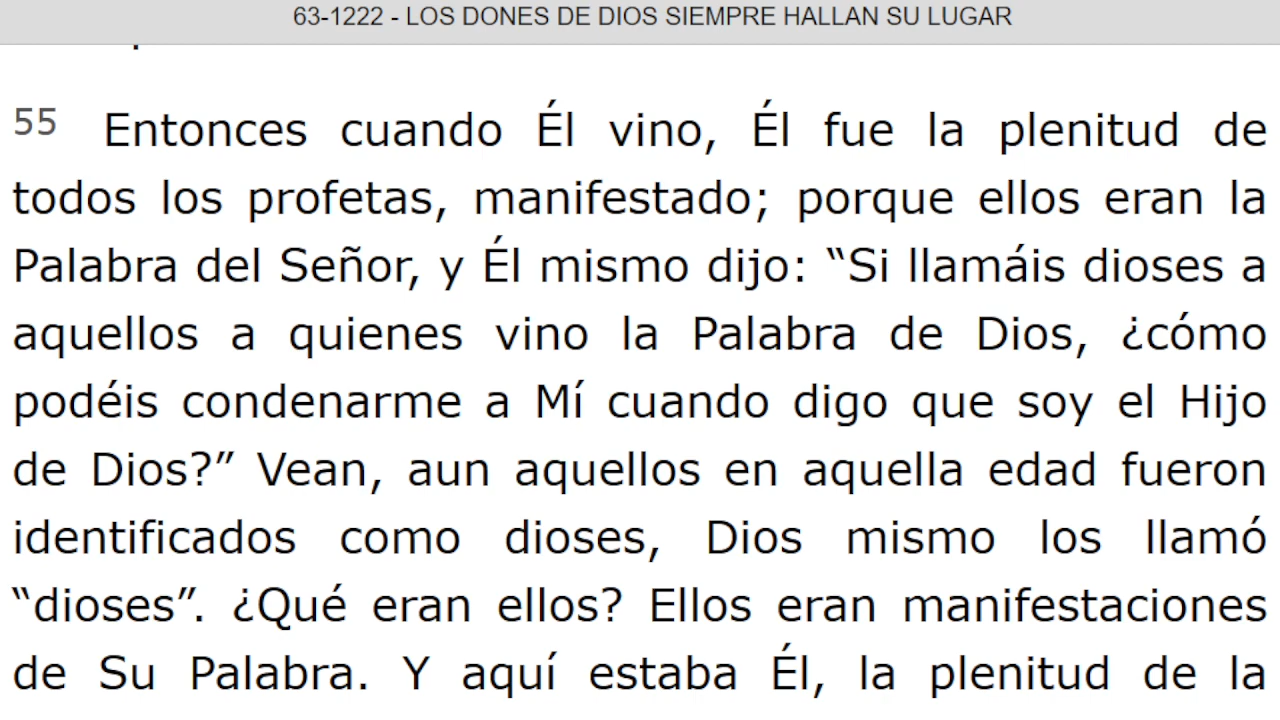 63-1222 - LOS DONES DE DIOS SIEMPRE HALLAN SU LUGAR
55 Entonces cuando Él vino, Él fue la plenitud de
todos los profetas, manifestado; porque ellos eran la
Palabra del Señor, y Él mismo dijo: “Si llamáis dioses a
aquellos a quienes vino la Palabra de Dios, ¿cómo
podéis condenarme a Mí cuando digo que soy el Hijo
de Dios?” Vean, aun aquellos en aquella edad fueron
identificados como dioses, Dios mismo los llamó
“dioses”. ¿Qué eran ellos? Ellos eran manifestaciones
de Su Palabra. Y aquí estaba Él, la plenitud de la